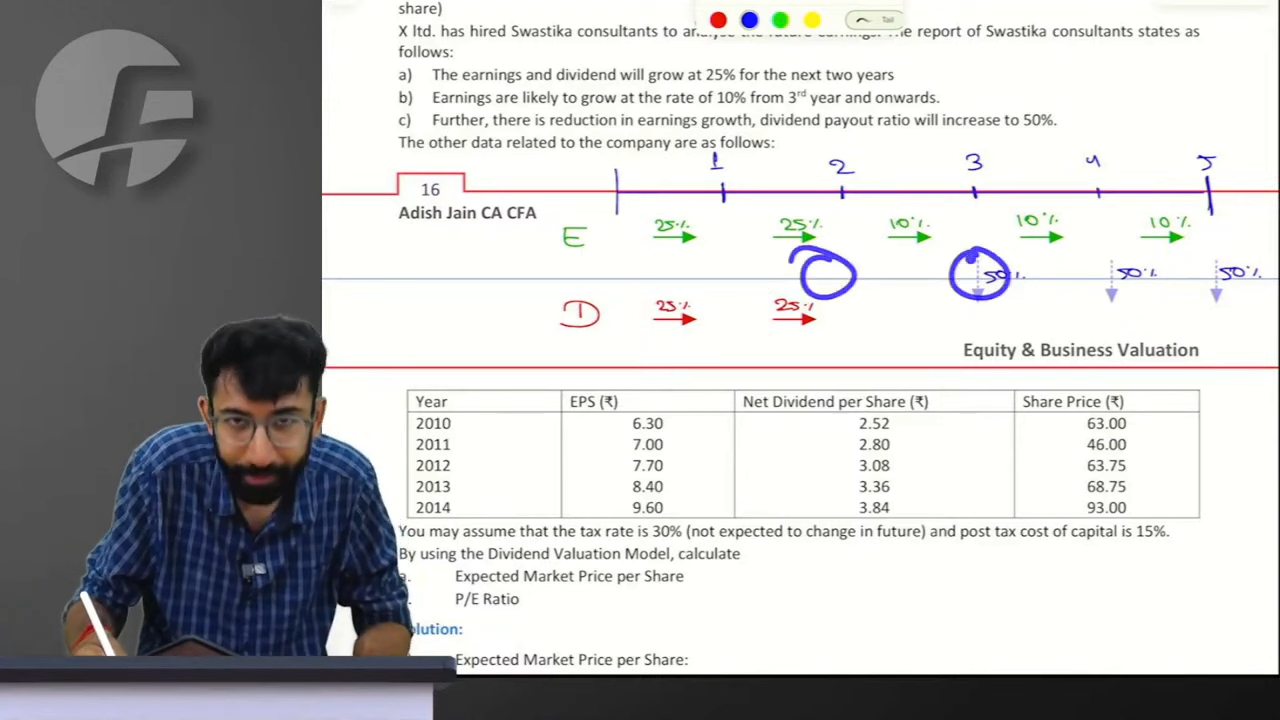 share)
Tail
X ltd. has hired Swastika consultants to analyse the future earnings. The report of Swastika consultants states as
follows:
a) The earnings and dividend will grow at 25% for the next two years
b) Earnings are likely to grow at the rate of 10% from 3rd year and onwards.
c) Further, there is reduction in earnings growth, dividend payout ratio will increase to 50%.
The other data related to the company are as follows:
1 2 3 4 5
16
Adish Jain CA CFA
E 25% 25% 10% 10% 10%
50% 50% 50%
D 25% 25%
Equity & Business Valuation
Year EPS (₹) Net Dividend per Share (₹) Share Price (₹)
2010 6.30 2.52 63.00
2011 7.00 2.80 46.00
2012 7.70 3.08 63.75
2013 8.40 3.36 68.75
2014 9.60 3.84 93.00
You may assume that the tax rate is 30% (not expected to change in future) and post tax cost of capital is 15%.
By using the Dividend Valuation Model, calculate
Expected Market Price per Share
P/E Ratio
olution:
Expected Market Price per Share: